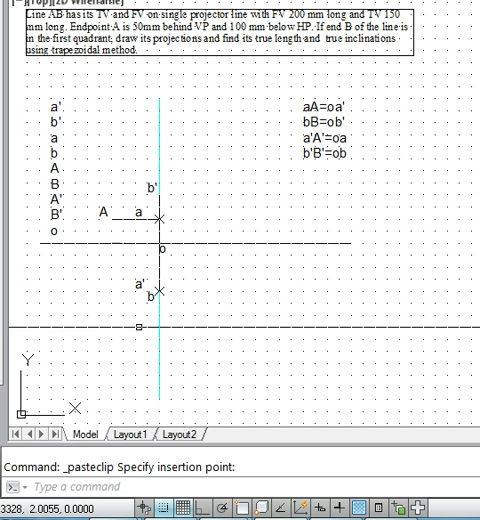 [−][Top][2D Wireframe]
Line AB has its TV and FV on single projector line with FV 200 mm long and TV 150
mm long. Endpoint A is 50mm behind VP and 100 mm below HP. If end B of the line is
in the first quadrant, draw its projections and find its true length and true inclinations
using trapezoidal method.
a' aA=oa'
b' bB=ob'
a a'A'=oa
b b'B'=ob
A
B
A'
B'
o
b'
A a
o
a'
b
Y
X
Model Layout1 Layout2
Command: _pasteclip Specify insertion point:
Type a command
3328, 2.0055, 0.0000